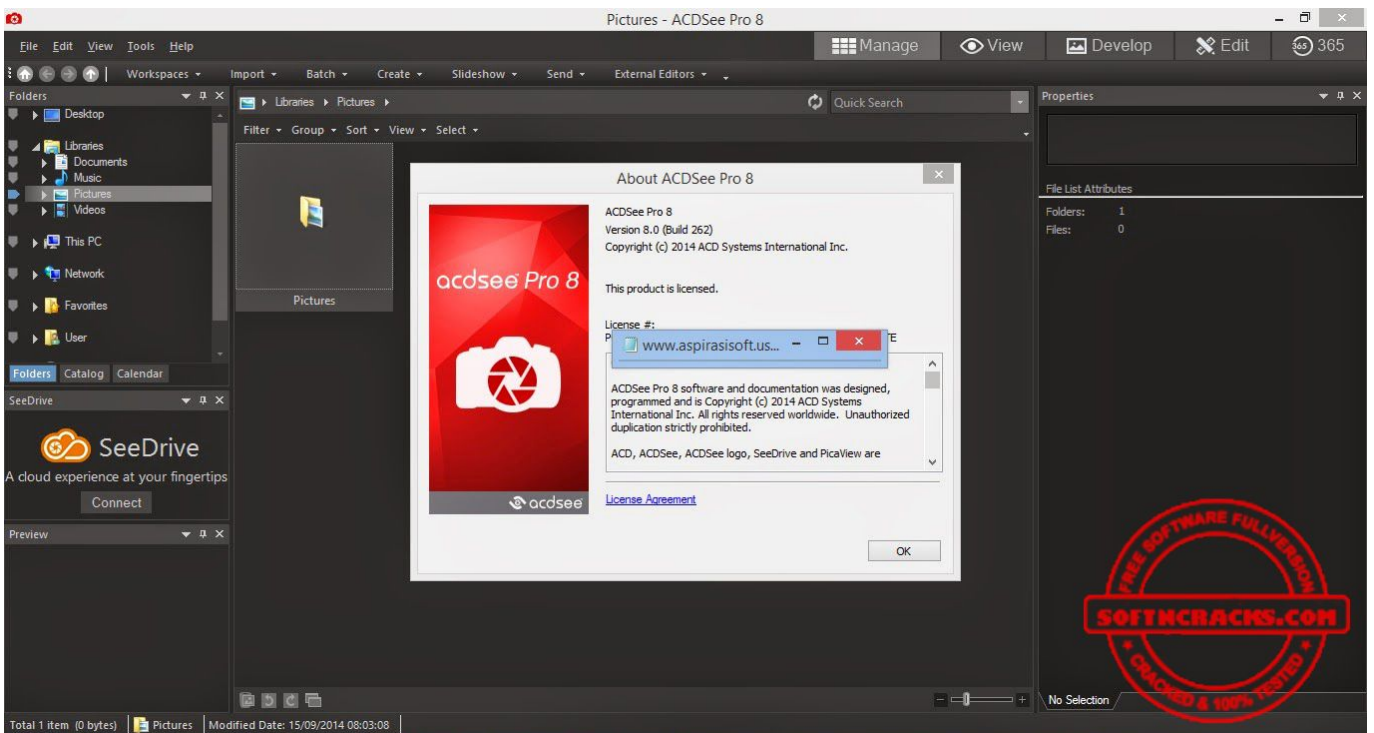 Pictures - ACDSee Pro 8
File Edit View Tools Help
Manage View Develop Edit 365 365
Workspaces Import Batch Create Slideshow Send External Editors
Folders
Desktop
Libraries
Documents
Music
Pictures
Videos
This PC
Network
Favorites
User
Folders Catalog Calendar
SeeDrive
SeeDrive
A cloud experience at your fingertips
Connect
Preview
Libraries Pictures
Quick Search
Filter Group Sort View Select
Pictures
About ACDSee Pro 8
acdsee Pro 8
acdsee
ACDSee Pro 8
Version 8.0 (Build 262)
Copyright (c) 2014 ACD Systems International Inc.
This product is licensed.
License #:
www.aspirasisoft.us...
ACDSee Pro 8 software and documentation was designed,
programmed and is Copyright (c) 2014 ACD Systems
International Inc. All rights reserved worldwide. Unauthorized
duplication strictly prohibited.
ACD, ACDSee, ACDSee logo, SeeDrive and PicaView are
License Agreement
OK
Properties
File List Attributes
Folders: 1
Files: 0
FREE SOFTWARE FULLVERSION
SOFTNCRACKS.COM
CRACKED & 100% TESTED
No Selection
Total 1 item (0 bytes) Pictures Modified Date: 15/09/2014 08:03:08